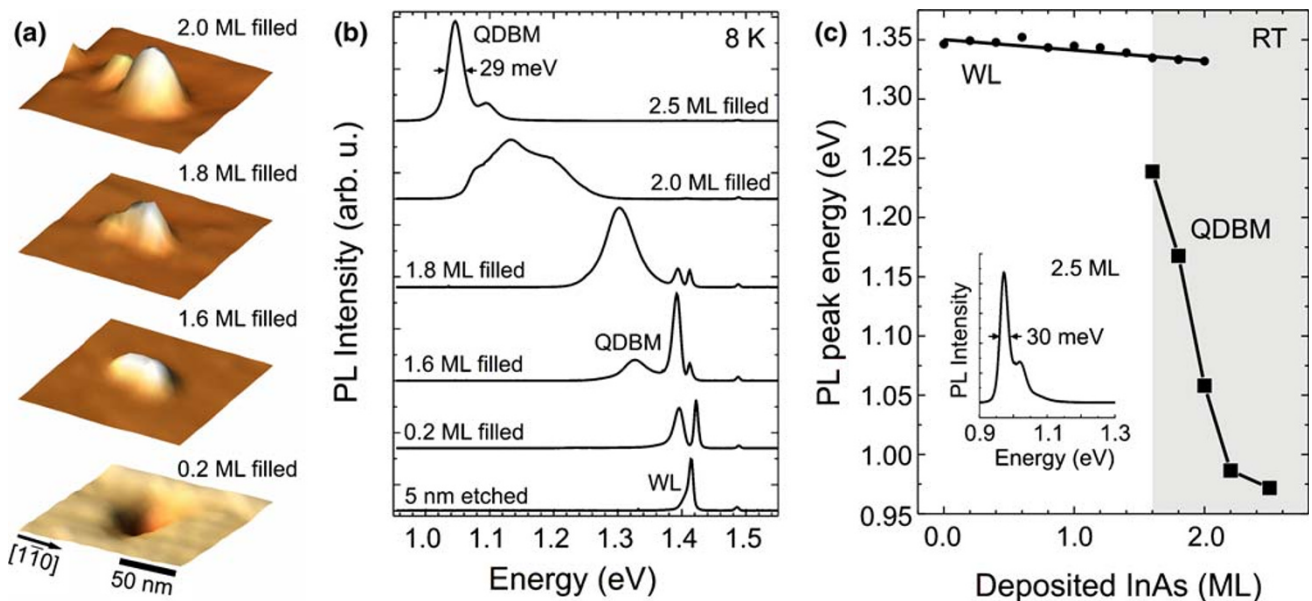 (a)
2.0 ML filled
1.8 ML filled
1.6 ML filled
0.2 ML filled
[11̄0]
50 nm
(b)
8 K
QDBM
29 meV
2.5 ML filled
2.0 ML filled
1.8 ML filled
QDBM
1.6 ML filled
0.2 ML filled
WL
5 nm etched
PL Intensity (arb. u.)
1.0 1.1 1.2 1.3 1.4 1.5
Energy (eV)
(c)
RT
WL
QDBM
PL peak energy (eV)
1.35
1.30
1.25
1.20
1.15
1.10
1.05
1.00
0.95
2.5 ML
30 meV
PL Intensity
0.9 1.1 1.3
Energy (eV)
0.0 1.0 2.0
Deposited InAs (ML)